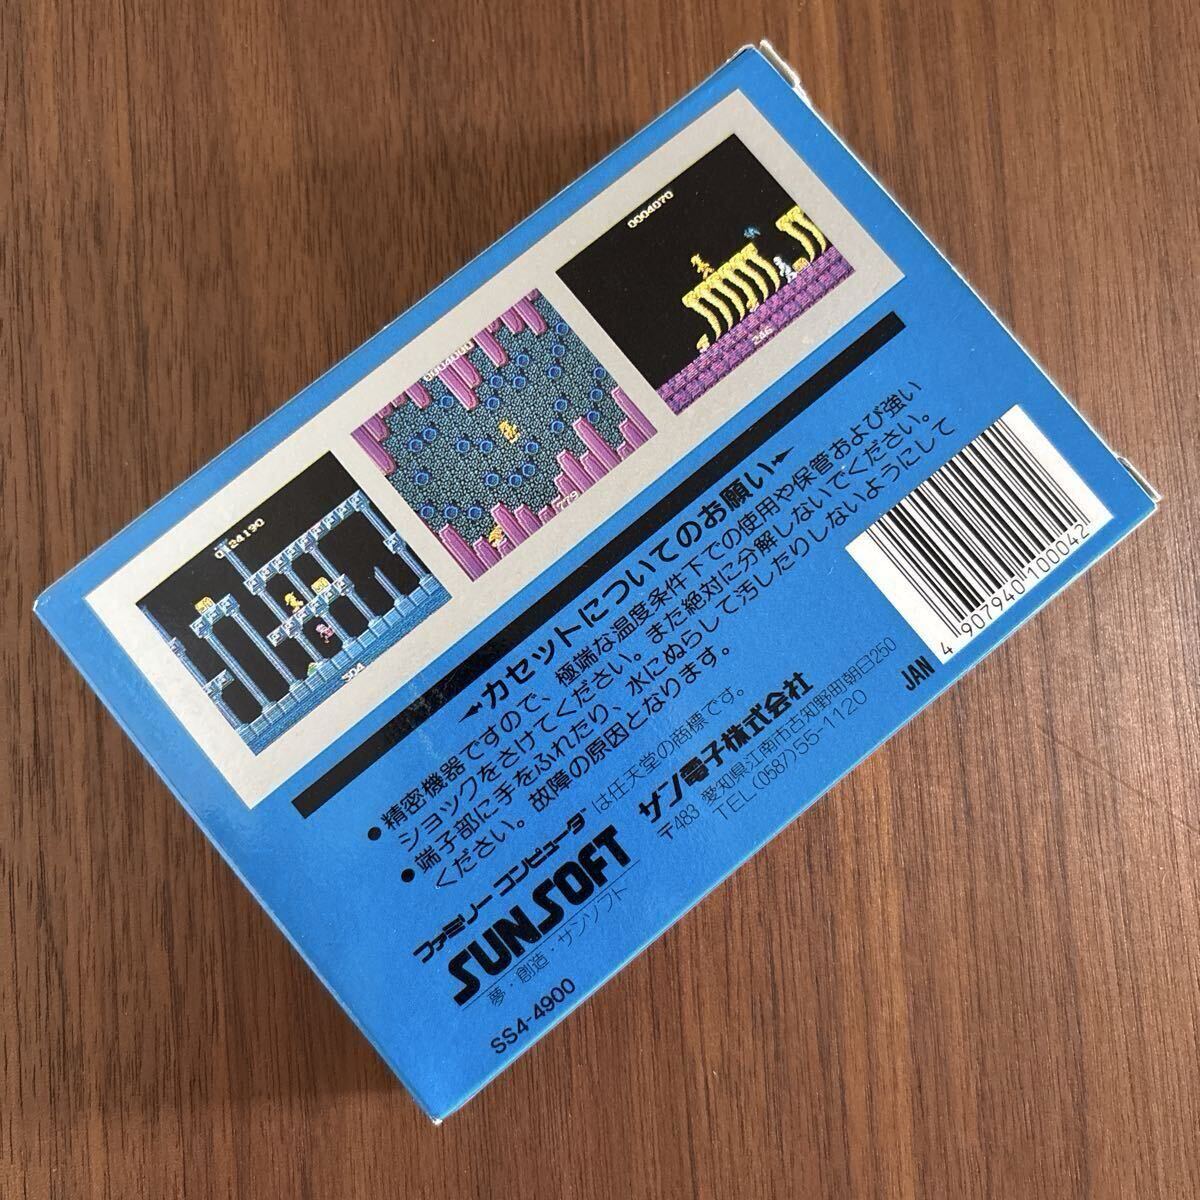 0124190
304
0004040
779
0004070
246
カセットについてのお願い
●精密機器ですので、極端な温度条件下での使用や保管および強い
ショックをさけてください。また絶対に分解しないでください。
●端子部に手をふれたり、水にぬらして汚したりしないようにして
ください。故障の原因となります。
ファミリーコンピュータ は任天堂の商標です。
SUNSOFT
夢・創造・サンソフト
サン電子株式会社
〒483 愛知県江南市古知野町朝日250
TEL(0587)55-1120
SS4-4900
JAN
4 907940 100042